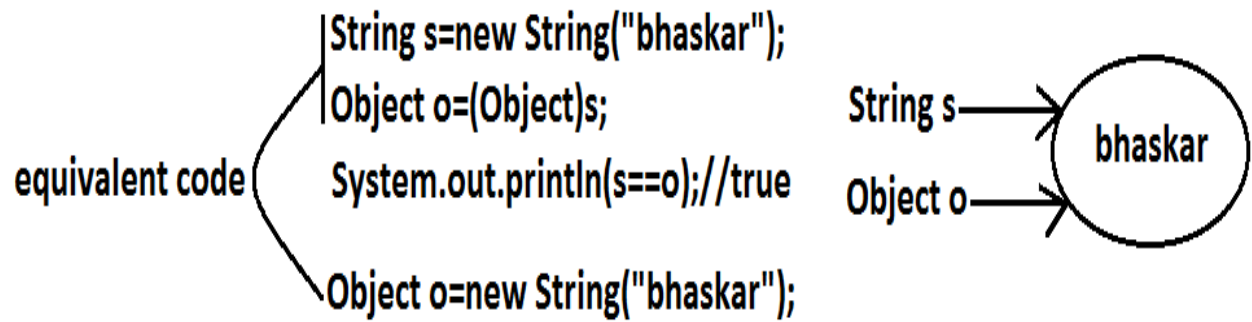 String s=new String("bhaskar");
Object o=(Object)s;
equivalent code
System.out.println(s==o);//true
Object o=new String("bhaskar");
String s
Object o
bhaskar